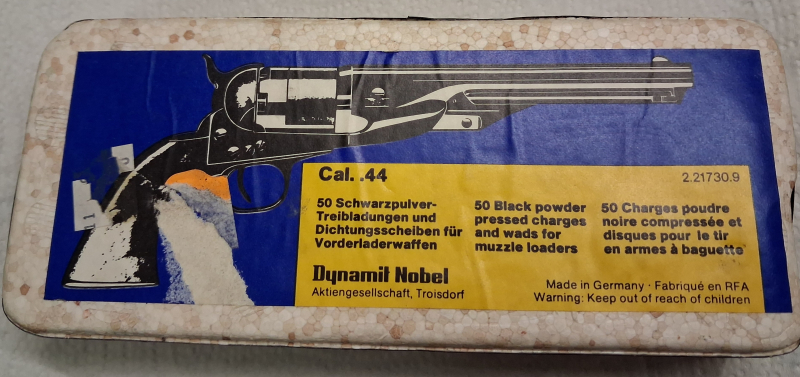 Cal. .44
2.21730.9
50 Schwarzpulver-
Treibladungen und
Dichtungsscheiben für
Vorderladerwaffen
50 Black powder
pressed charges
and wads for
muzzle loaders
50 Charges poudre
noire compressée et
disques pour le tir
en armes à baguette
Dynamit Nobel
Aktiengesellschaft, Troisdorf
Made in Germany · Fabriqué en RFA
Warning: Keep out of reach of children